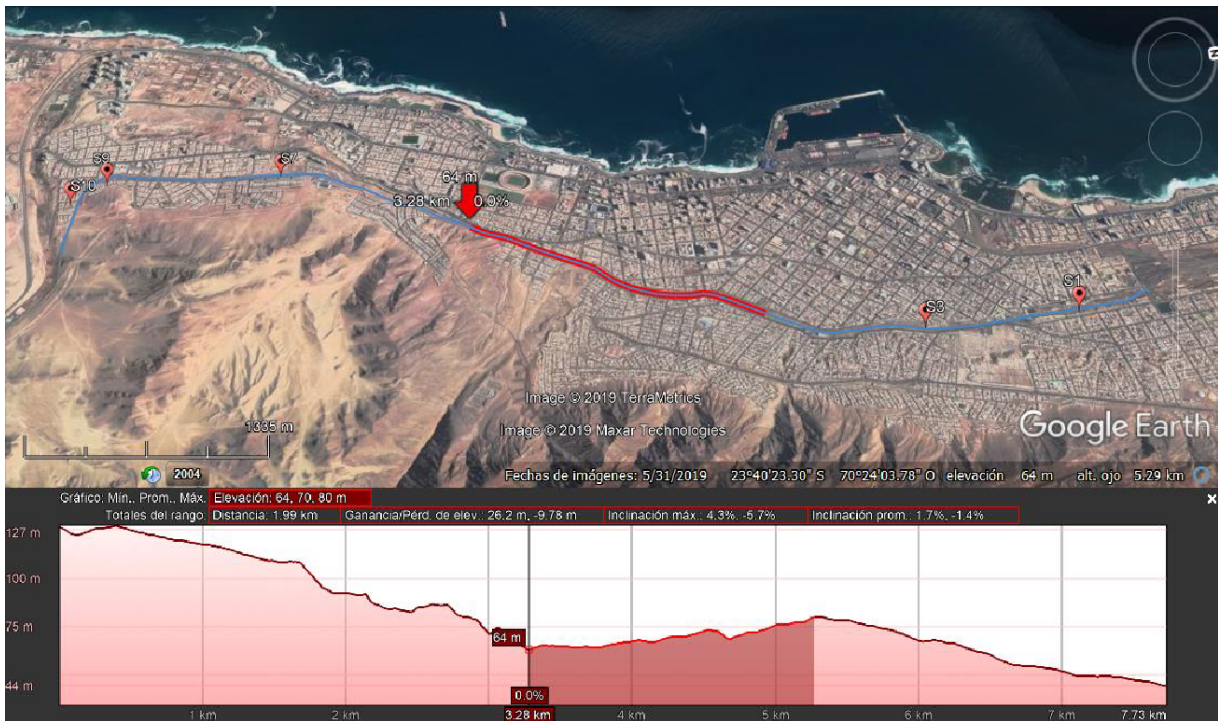 S9
S7
S10
64 m
3.28 km
0.0%
S1
S3
Image © 2019 TerraMetrics
Image © 2019 Maxar Technologies
Google Earth
1335 m
2004
Fechas de imágenes: 5/31/2019 23°40'23.30" S 70°24'03.78" O elevación 64 m alt. ojo 5.29 km
Gráfico: Mín., Prom., Máx. Elevación: 64, 70, 80 m
Totales del rango: Distancia: 1.99 km Ganancia/Pérd. de elev.: 26.2 m, -9.78 m Inclinación máx.: 4.3%, -5.7% Inclinación prom.: 1.7%, -1.4%
127 m
100 m
75 m
64 m
44 m
0.0%
1 km 2 km 3.28 km 4 km 5 km 6 km 7 km 7.73 km